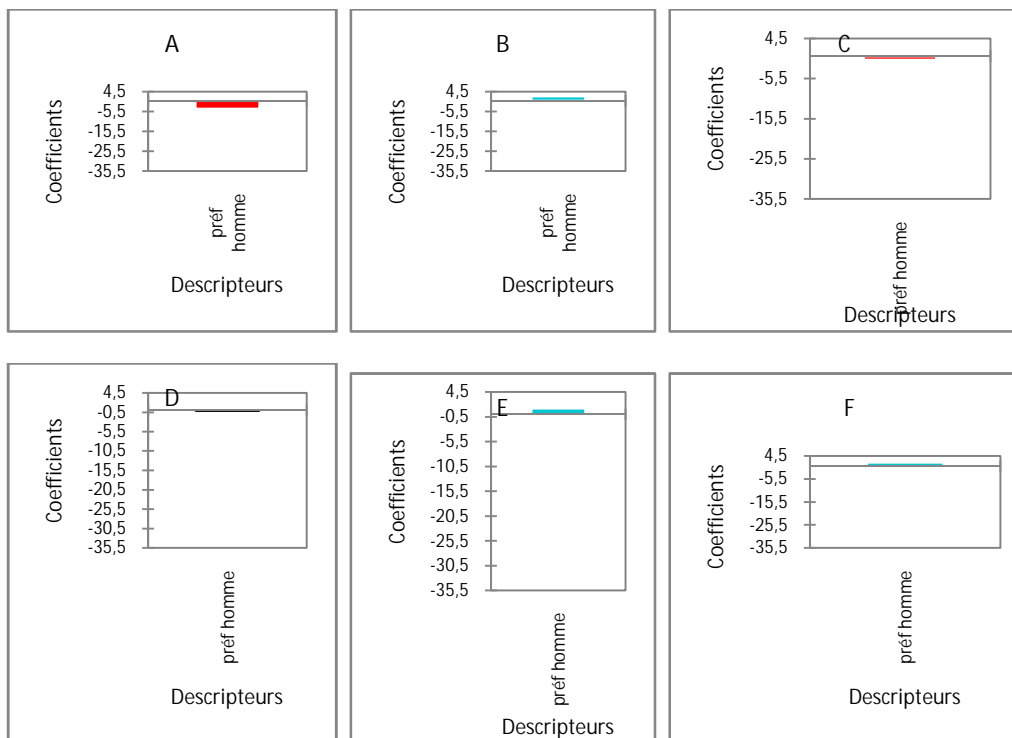 A
Coefficients
4,5
-5,5
-15,5
-25,5
-35,5
préf
homme
Descripteurs
B
Coefficients
4,5
-5,5
-15,5
-25,5
-35,5
préf
homme
Descripteurs
C
Coefficients
4,5
-5,5
-15,5
-25,5
-35,5
préf homme
Descripteurs
D
Coefficients
4,5
-0,5
-5,5
-10,5
-15,5
-20,5
-25,5
-30,5
-35,5
préf homme
Descripteurs
E
Coefficients
4,5
-0,5
-5,5
-10,5
-15,5
-20,5
-25,5
-30,5
-35,5
préf homme
Descripteurs
F
Coefficients
4,5
-5,5
-15,5
-25,5
-35,5
préf homme
Descripteurs